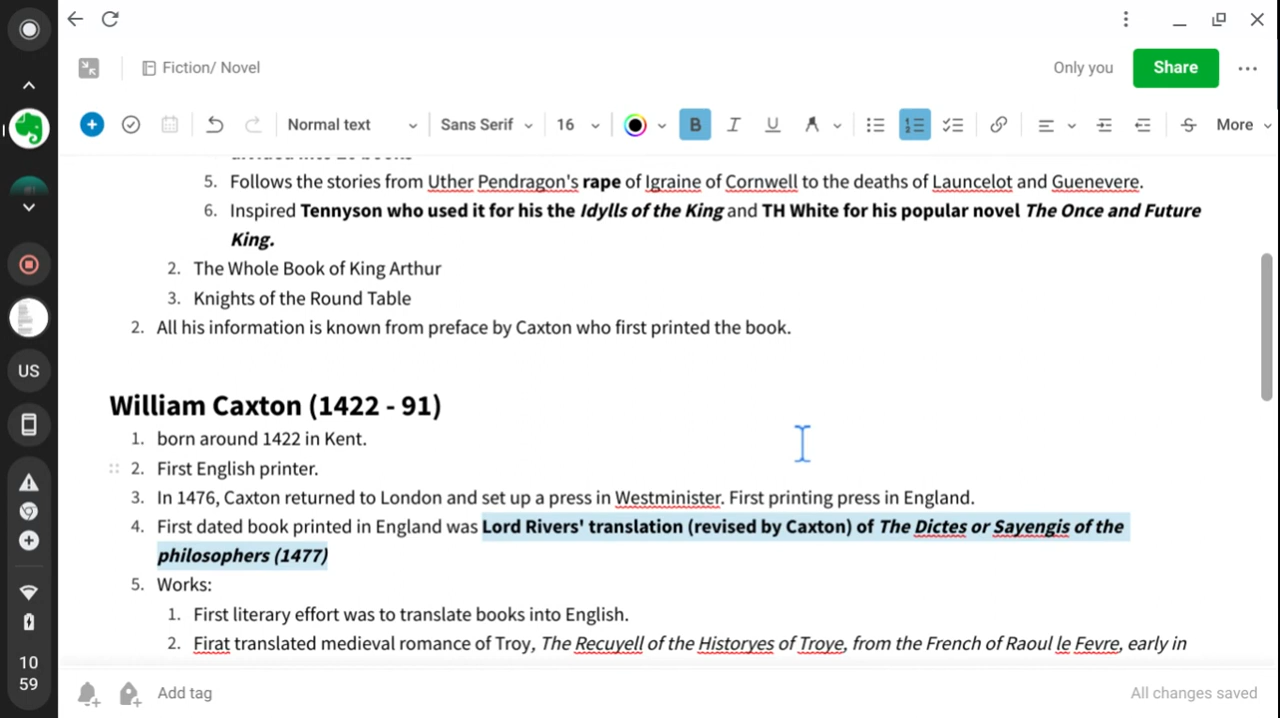 Fiction/ Novel
Only you
Share
Normal text
Sans Serif
16
B
I
U
A
S
More
5. Follows the stories from Uther Pendragon's rape of Igraine of Cornwell to the deaths of Launcelot and Guenevere.
6. Inspired Tennyson who used it for his the Idylls of the King and TH White for his popular novel The Once and Future
King.
2. The Whole Book of King Arthur
3. Knights of the Round Table
2. All his information is known from preface by Caxton who first printed the book.
William Caxton (1422 - 91)
1. born around 1422 in Kent.
2. First English printer.
3. In 1476, Caxton returned to London and set up a press in Westminister. First printing press in England.
4. First dated book printed in England was Lord Rivers' translation (revised by Caxton) of The Dictes or Sayengis of the
philosophers (1477)
5. Works:
1. First literary effort was to translate books into English.
2. Firat translated medieval romance of Troy, The Recuyell of the Historyes of Troye, from the French of Raoul le Fevre, early in
US
10
59
Add tag
All changes saved